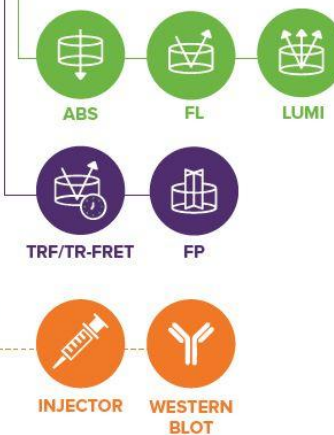 ABS FL LUMI
TRF/TR-FRET FP
INJECTOR WESTERN
BLOT